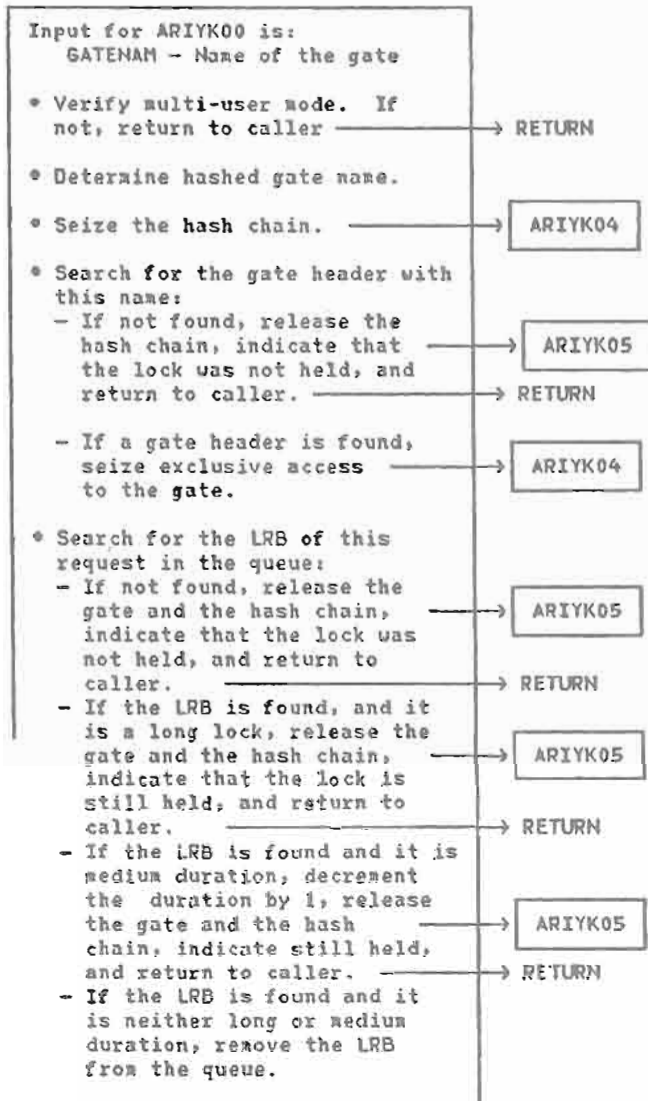 Input for ARIYK00 is:
GATENAM - Name of the gate
• Verify multi-user mode. If
not, return to caller → RETURN
• Determine hashed gate name.
• Seize the hash chain. → ARIYK04
• Search for the gate header with
this name:
- If not found, release the
hash chain, indicate that → ARIYK05
the lock was not held, and
return to caller. → RETURN
- If a gate header is found,
seize exclusive access → ARIYK04
to the gate.
• Search for the LRB of this
request in the queue:
- If not found, release the
gate and the hash chain, → ARIYK05
indicate that the lock was
not held, and return to
caller. → RETURN
- If the LRB is found, and it
is a long lock, release the
gate and the hash chain, → ARIYK05
indicate that the lock is
still held, and return to
caller. → RETURN
- If the LRB is found and it is
medium duration, decrement
the duration by 1, release
the gate and the hash → ARIYK05
chain, indicate still held,
and return to caller. → RETURN
- If the LRB is found and it
is neither long or medium
duration, remove the LRB
from the queue.